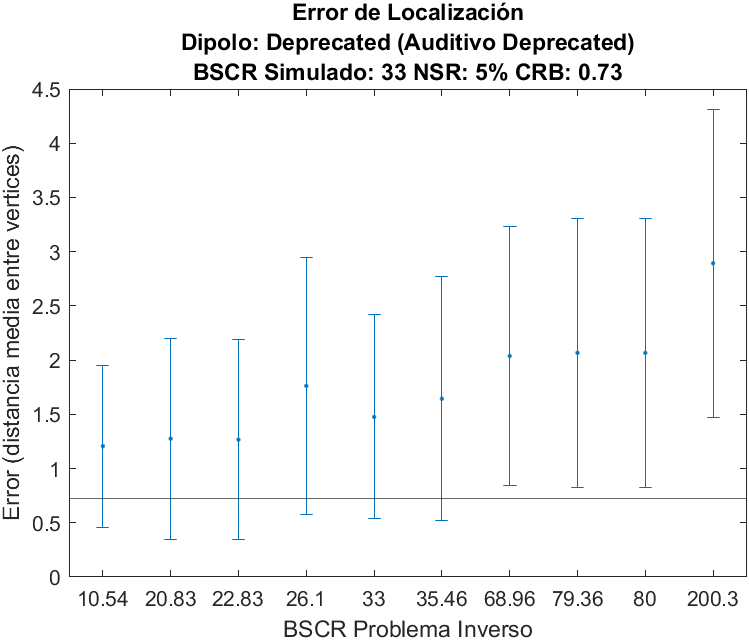 Error de Localización
Dipolo: Deprecated (Auditivo Deprecated)
BSCR Simulado: 33 NSR: 5% CRB: 0.73
Error (distancia media entre vertices)
4.5
4
3.5
3
2.5
2
1.5
1
0.5
0
10.54 20.83 22.83 26.1 33 35.46 68.96 79.36 80 200.3
BSCR Problema Inverso